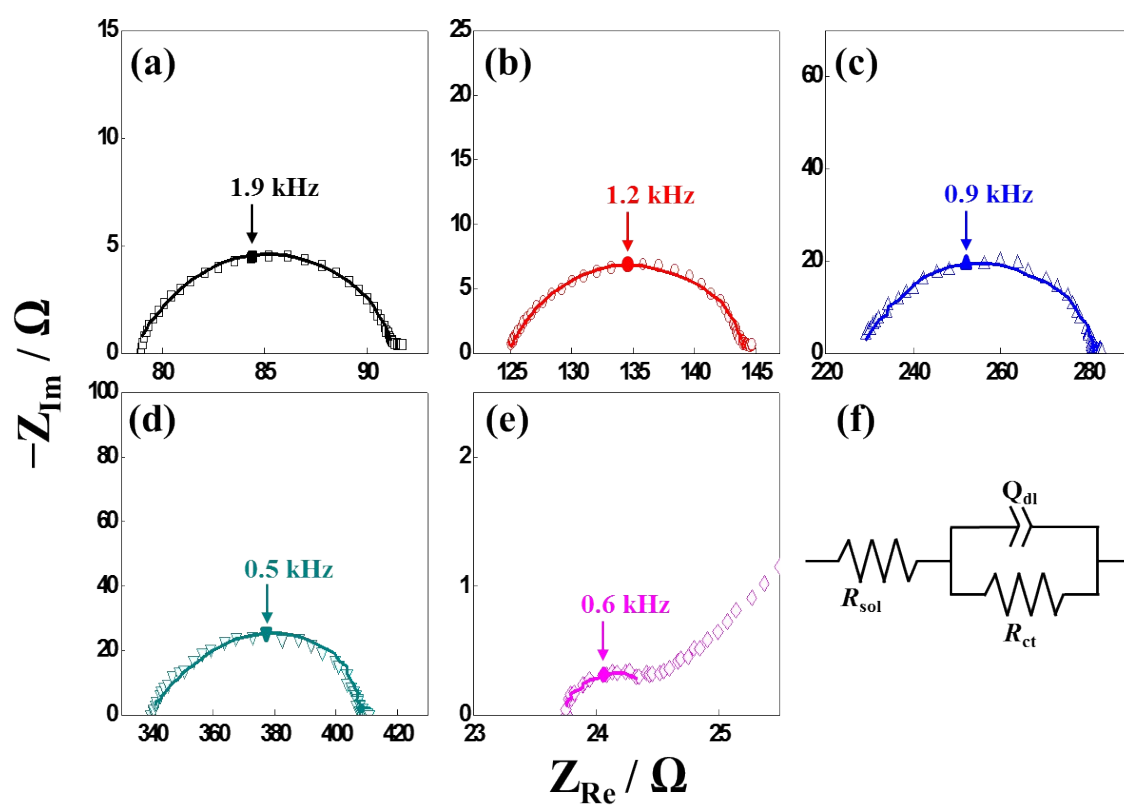 (a)
15
10
5
0
1.9 kHz
80
85
90
(b)
25
20
15
10
5
0
1.2 kHz
125
130
135
140
145
(c)
60
40
20
0
0.9 kHz
220
240
260
280
(d)
100
80
60
40
20
0
0.5 kHz
340
360
380
400
420
(e)
2
1
0
0.6 kHz
23
24
25
(f)
Qdl
Rsol
Rct
−ZIm / Ω
ZRe / Ω